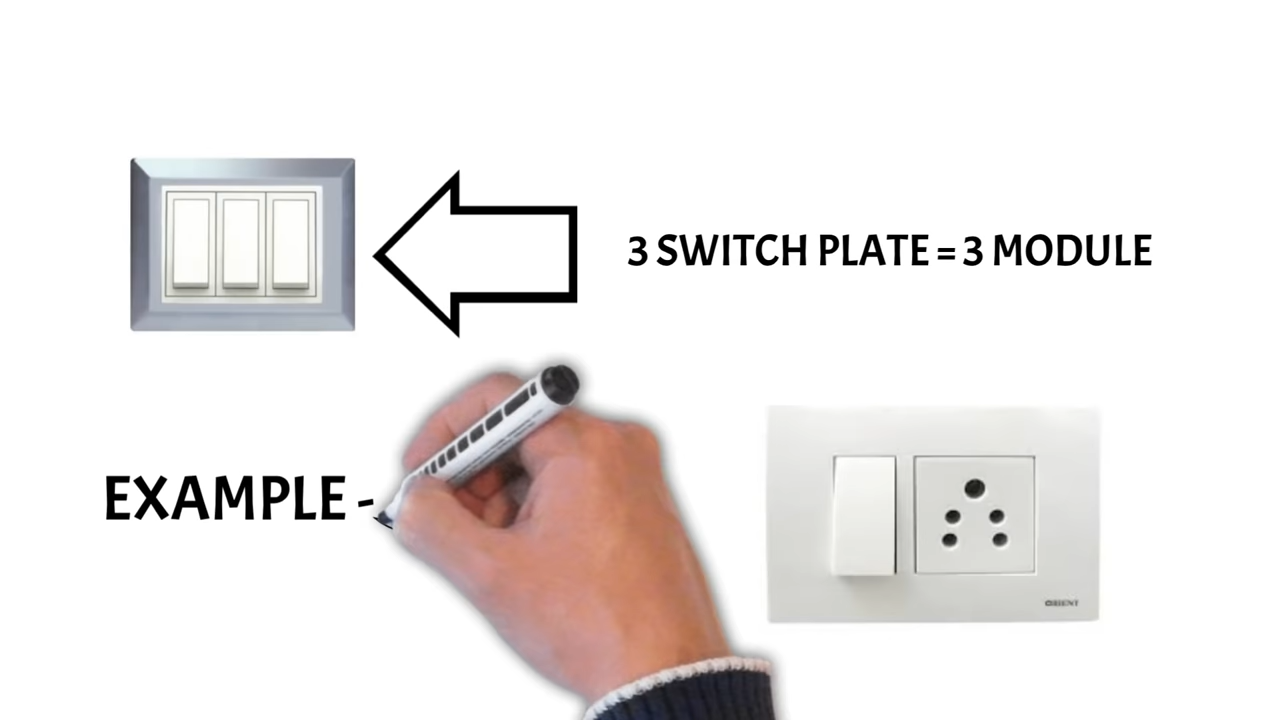 3 SWITCH PLATE = 3 MODULE
EXAMPLE -